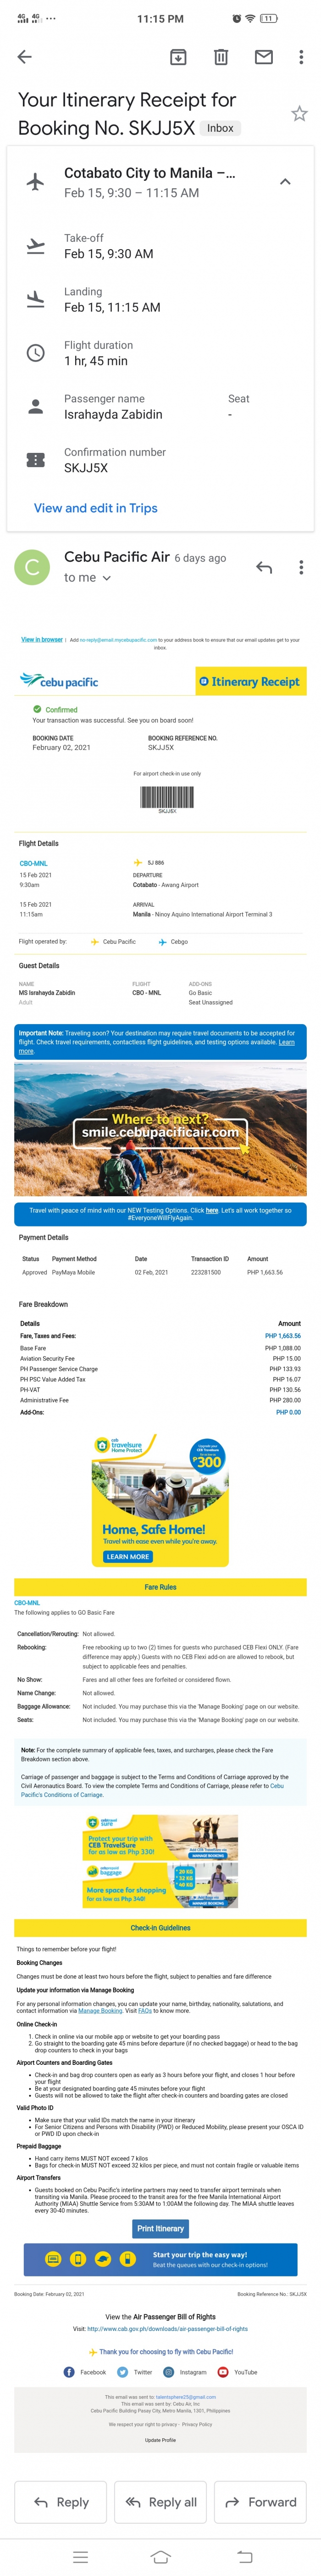 4G 4G ... 11:15 PM 11
Your Itinerary Receipt for
Booking No. SKJJ5X Inbox
Cotabato City to Manila –...
Feb 15, 9:30 – 11:15 AM
Take-off
Feb 15, 9:30 AM
Landing
Feb 15, 11:15 AM
Flight duration
1 hr, 45 min
Passenger name Seat
Israhayda Zabidin -
Confirmation number
SKJJ5X
View and edit in Trips
C Cebu Pacific Air 6 days ago
to me
View in browser | Add no-reply@email.mycebupacific.com to your address book to ensure that our email updates get to your
inbox.
cebu pacific Itinerary Receipt
Confirmed
Your transaction was successful. See you on board soon!
BOOKING DATE BOOKING REFERENCE NO.
February 02, 2021 SKJJ5X
For airport check-in use only
SKJJ5X
Flight Details
CBO-MNL 5J 886
15 Feb 2021 DEPARTURE
9:30am Cotabato - Awang Airport
15 Feb 2021 ARRIVAL
11:15am Manila - Ninoy Aquino International Airport Terminal 3
Flight operated by: Cebu Pacific Cebgo
Guest Details
NAME FLIGHT ADD-ONS
MS Israhayda Zabidin CBO - MNL Go Basic
Adult Seat Unassigned
Important Note: Traveling soon? Your destination may require travel documents to be accepted for
flight. Check travel requirements, contactless flight guidelines, and testing options available. Learn
more.
Where to next?
smile.cebupacificair.com
Travel with peace of mind with our NEW Testing Options. Click here. Let's all work together so
#EveryoneWillFlyAgain.
Payment Details
Status Payment Method Date Transaction ID Amount
Approved PayMaya Mobile 02 Feb, 2021 223281500 PHP 1,663.56
Fare Breakdown
Details Amount
Fare, Taxes and Fees: PHP 1,663.56
Base Fare PHP 1,088.00
Aviation Security Fee PHP 15.00
PH Passenger Service Charge PHP 133.93
PH PSC Value Added Tax PHP 16.07
PH-VAT PHP 130.56
Administrative Fee PHP 280.00
Add-Ons: PHP 0.00
ceb
travelsure
Home Protect
₱300
Home, Safe Home!
Travel with ease even while you're away.
LEARN MORE
Fare Rules
CBO-MNL
The following applies to GO Basic Fare
Cancellation/Rerouting: Not allowed.
Rebooking: Free rebooking up to two (2) times for guests who purchased CEB Flexi ONLY. (Fare
difference may apply.) Guests with no CEB Flexi add-on are allowed to rebook, but
subject to applicable fees and penalties.
No Show: Fares and all other fees are forfeited or considered flown.
Name Change: Not allowed.
Baggage Allowance: Not included. You may purchase this via the 'Manage Booking' page on our website.
Seats: Not included. You may purchase this via the 'Manage Booking' page on our website.
Note: For the complete summary of applicable fees, taxes, and surcharges, please check the Fare
Breakdown section above.
Carriage of passenger and baggage is subject to the Terms and Conditions of Carriage approved by the
Civil Aeronautics Board. To view the complete Terms and Conditions of Carriage, please refer to Cebu
Pacific's Conditions of Carriage.
Protect your trip with
CEB TravelSure
for as low as Php 330!
MANAGE BOOKING
baggage
More space for shopping
for as low as Php 340!
20 KG
32 KG
40 KG
MANAGE BOOKING
Check-in Guidelines
Things to remember before your flight!
Booking Changes
Changes must be done at least two hours before the flight, subject to penalties and fare difference
Update your information via Manage Booking
For any personal information changes, you can update your name, birthday, nationality, salutations, and
contact information via Manage Booking. Visit FAQs to know more.
Online Check-in
1. Check in online via our mobile app or website to get your boarding pass
2. Go straight to the boarding gate 45 mins before departure (if no checked baggage) or head to the bag
drop counters to check in your bags
Airport Counters and Boarding Gates
• Check-in and bag drop counters open as early as 3 hours before your flight, and closes 1 hour before
your flight
• Be at your designated boarding gate 45 minutes before your flight
• Guests will not be allowed to take the flight after check-in counters and boarding gates are closed
Valid Photo ID
• Make sure that your valid IDs match the name in your itinerary
• For Senior Citizens and Persons with Disability (PWD) or Reduced Mobility, please present your OSCA ID
or PWD ID upon check-in
Prepaid Baggage
• Hand carry items MUST NOT exceed 7 kilos
• Bags for check-in MUST NOT exceed 32 kilos per piece, and must not contain fragile or valuable items
Airport Transfers
• Guests booked on Cebu Pacific's interline partners may need to transfer airport terminals when
transiting via Manila. Please proceed to the transit area for the free Manila International Airport
Authority (MIAA) Shuttle Service from 5:30AM to 1:00AM the following day. The MIAA shuttle leaves
every 30-40 minutes.
Print Itinerary
Start your trip the easy way!
Beat the queues with our check-in options!
Booking Date: February 02, 2021 Booking Reference No.: SKJJ5X
View the Air Passenger Bill of Rights
Visit: http://www.cab.gov.ph/downloads/air-passenger-bill-of-rights
Thank you for choosing to fly with Cebu Pacific!
Facebook Twitter Instagram YouTube
This email was sent to: talentsphere25@gmail.com
This email was sent by: Cebu Air, Inc
Cebu Pacific Building Pasay City, Metro Manila, 1301, Philippines
We respect your right to privacy - Privacy Policy
Update Profile
Reply Reply all Forward